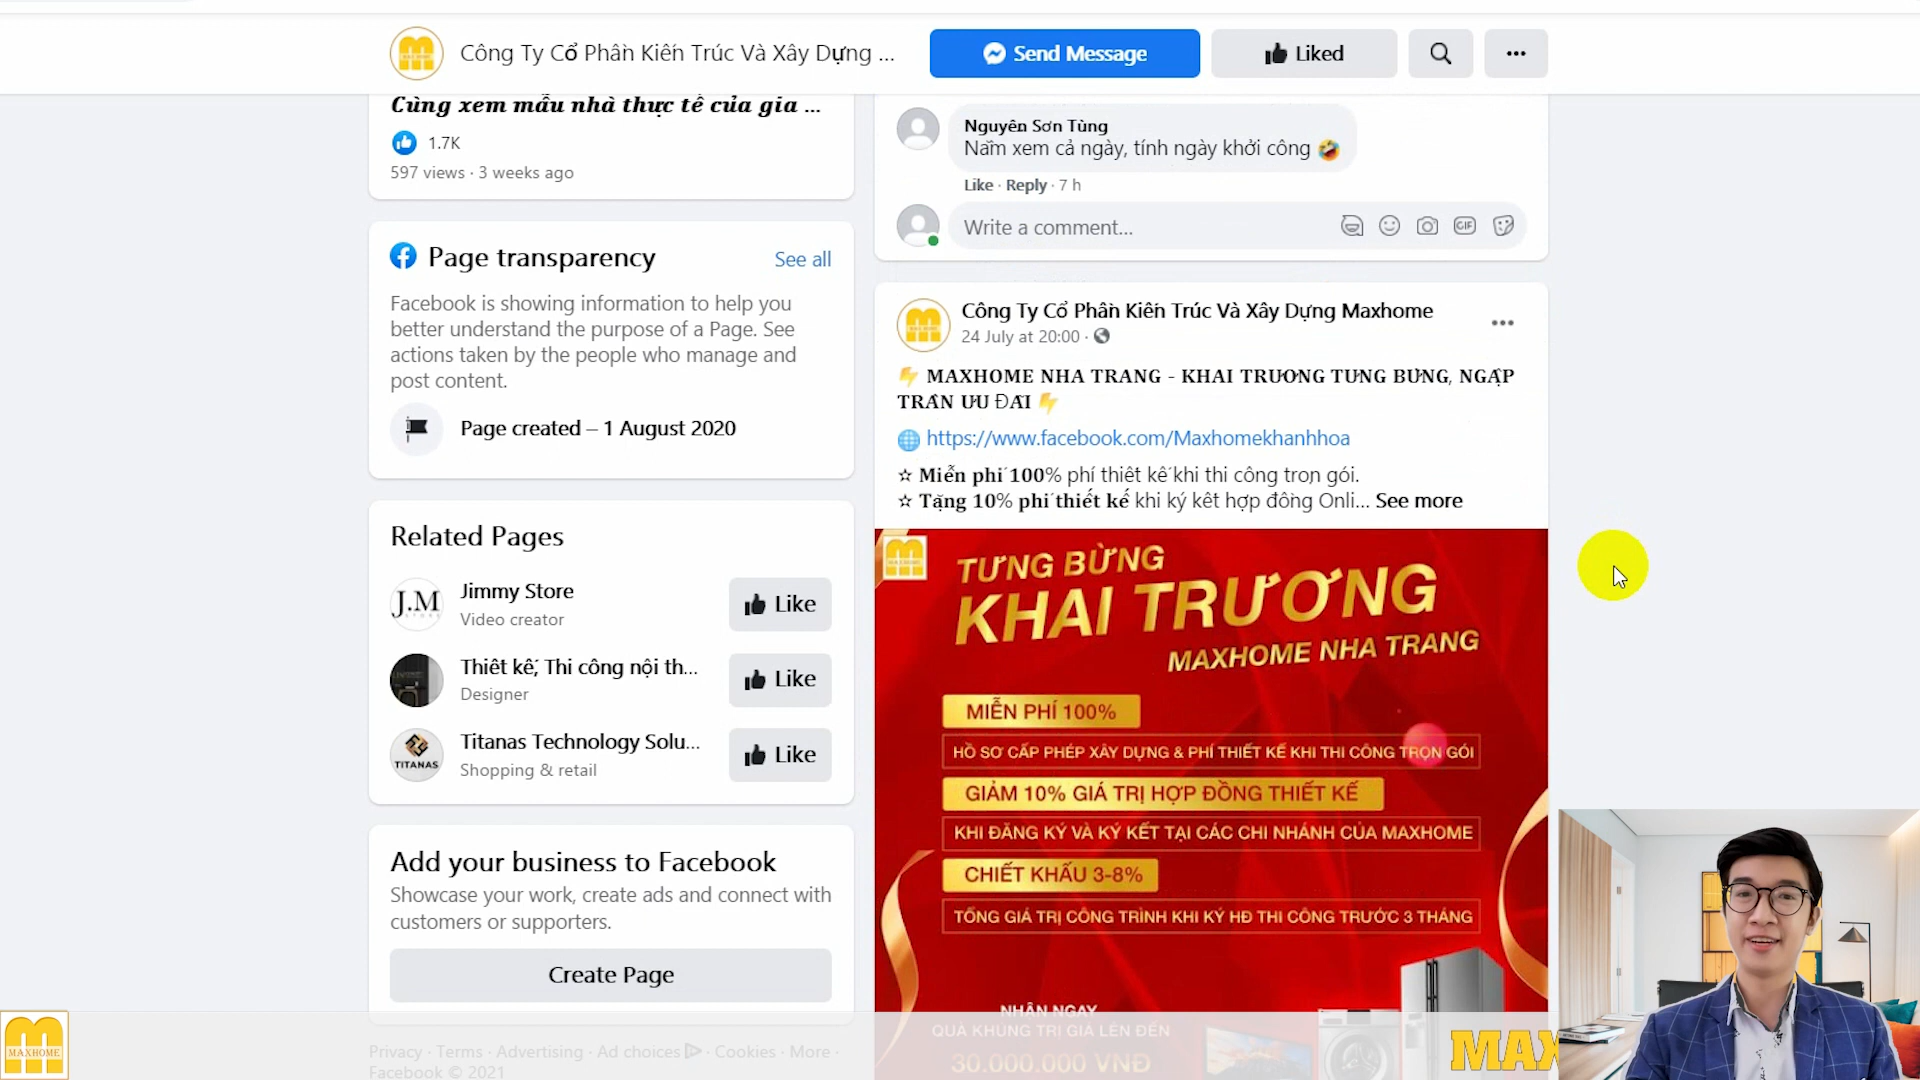 Công Ty Cổ Phần Kiến Trúc Và Xây Dựng ...
Send Message
Liked
Cùng xem mẫu nhà thực tế của gia ...
1.7K
597 views · 3 weeks ago
Page transparency
See all
Facebook is showing information to help you
better understand the purpose of a Page. See
actions taken by the people who manage and
post content.
Page created – 1 August 2020
Related Pages
J.M
Jimmy Store
Video creator
Like
Thiết kế, Thi công nội th...
Designer
Like
TITANAS
Titanas Technology Solu...
Shopping & retail
Like
Add your business to Facebook
Showcase your work, create ads and connect with
customers or supporters.
Create Page
Privacy · Terms · Advertising · Ad choices · Cookies · More ·
Facebook © 2021
Nguyễn Sơn Tùng
Nằm xem cả ngày, tính ngày khởi công 🤣
Like · Reply · 7 h
Write a comment...
GIF
Công Ty Cổ Phần Kiến Trúc Và Xây Dựng Maxhome
24 July at 20:00 ·
⚡ MAXHOME NHA TRANG - KHAI TRƯƠNG TƯNG BỪNG, NGẬP
TRÀN ƯU ĐÃI ⚡
🌐 https://www.facebook.com/Maxhomekhanhhoa
☆ Miễn phí 100% phí thiết kế khi thi công trọn gói.
☆ Tặng 10% phí thiết kế khi ký kết hợp đồng Onli... See more
TƯNG BỪNG
KHAI TRƯƠNG
MAXHOME NHA TRANG
MIỄN PHÍ 100%
HỒ SƠ CẤP PHÉP XÂY DỰNG & PHÍ THIẾT KẾ KHI THI CÔNG TRỌN GÓI
GIẢM 10% GIÁ TRỊ HỢP ĐỒNG THIẾT KẾ
KHI ĐĂNG KÝ VÀ KÝ KẾT TẠI CÁC CHI NHÁNH CỦA MAXHOME
CHIẾT KHẤU 3-8%
TỔNG GIÁ TRỊ CÔNG TRÌNH KHI KÝ HĐ THI CÔNG TRƯỚC 3 THÁNG
NHẬN NGAY
QUÀ KHỦNG TRỊ GIÁ LÊN ĐẾN
30.000.000 VNĐ
MAXHOME
MAX